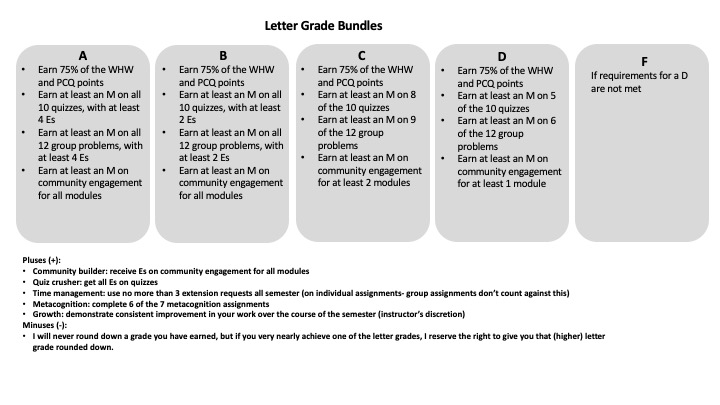 Letter Grade Bundles
A
• Earn 75% of the WHW
and PCQ points
• Earn at least an M on all
10 quizzes, with at least
4 Es
• Earn at least an M on all
12 group problems, with
at least 4 Es
• Earn at least an M on
community engagement
for all modules
B
• Earn 75% of the WHW
and PCQ points
• Earn at least an M on all
10 quizzes, with at least
2 Es
• Earn at least an M on all
12 group problems, with
at least 2 Es
• Earn at least an M on
community engagement
for all modules
C
• Earn 75% of the WHW
and PCQ points
• Earn at least an M on 8
of the 10 quizzes
• Earn at least an M on 9
of the 12 group
problems
• Earn at least an M on
community engagement
for at least 2 modules
D
• Earn 75% of the WHW
and PCQ points
• Earn at least an M on 5
of the 10 quizzes
• Earn at least an M on 6
of the 12 group
problems
• Earn at least an M on
community engagement
for at least 1 module
F
If requirements for a D
are not met
Pluses (+):
• Community builder: receive Es on community engagement for all modules
• Quiz crusher: get all Es on quizzes
• Time management: use no more than 3 extension requests all semester (on individual assignments- group assignments don't count against this)
• Metacognition: complete 6 of the 7 metacognition assignments
• Growth: demonstrate consistent improvement in your work over the course of the semester (instructor's discretion)
Minuses (-):
• I will never round down a grade you have earned, but if you very nearly achieve one of the letter grades, I reserve the right to give you that (higher) letter
grade rounded down.